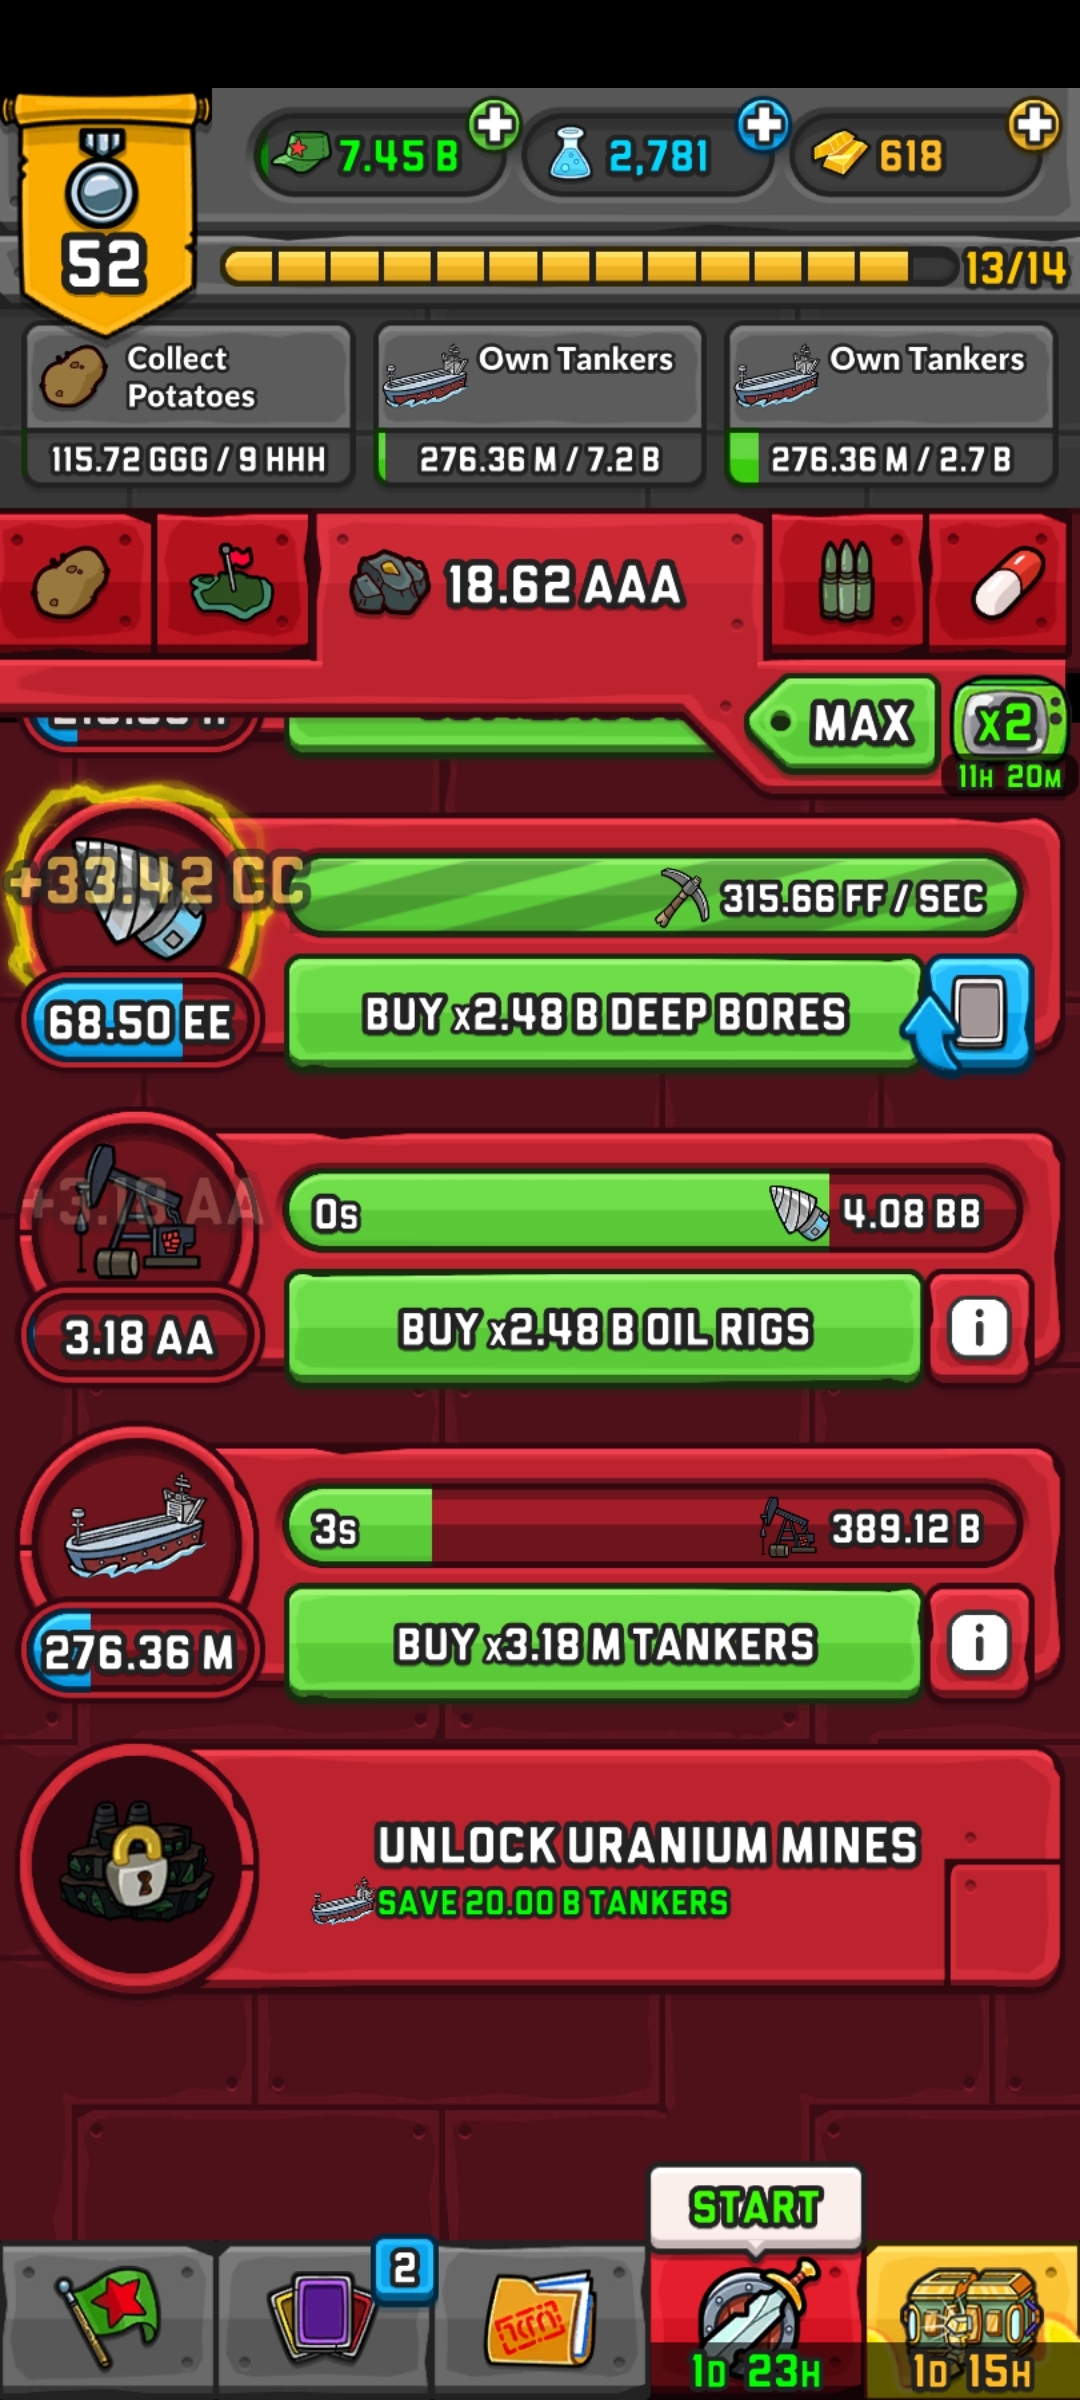 52
7.45 B
2,781
618
13/14
Collect
Potatoes
115.72 GGG / 9 HHH
Own Tankers
276.36 M / 7.2 B
Own Tankers
276.36 M / 2.7 B
18.62 AAA
MAX
x2
11H 20M
+33.42 CC
315.66 FF / SEC
68.50 EE
BUY x2.48 B DEEP BORES
+3.18 AA
0s
4.08 BB
3.18 AA
BUY x2.48 B OIL RIGS
i
3s
389.12 B
276.36 M
BUY x3.18 M TANKERS
i
UNLOCK URANIUM MINES
SAVE 20.00 B TANKERS
START
2
1D 23H
1D 15H